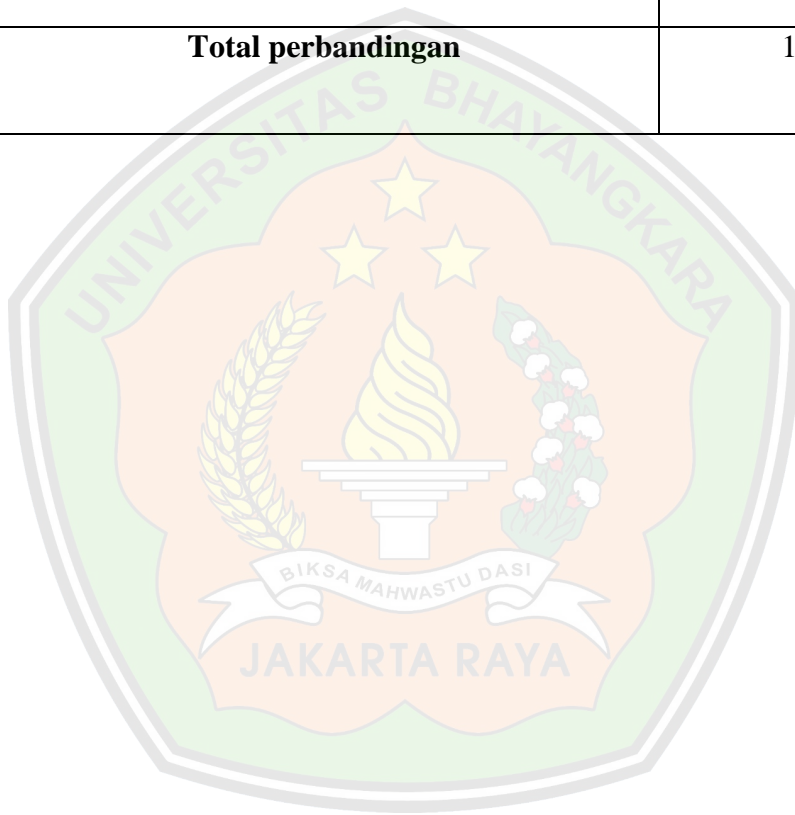 Total perbandingan 1
UNIVERSITAS BHAYANGKARA
BIKSA MAHWASTU DASI
JAKARTA RAYA